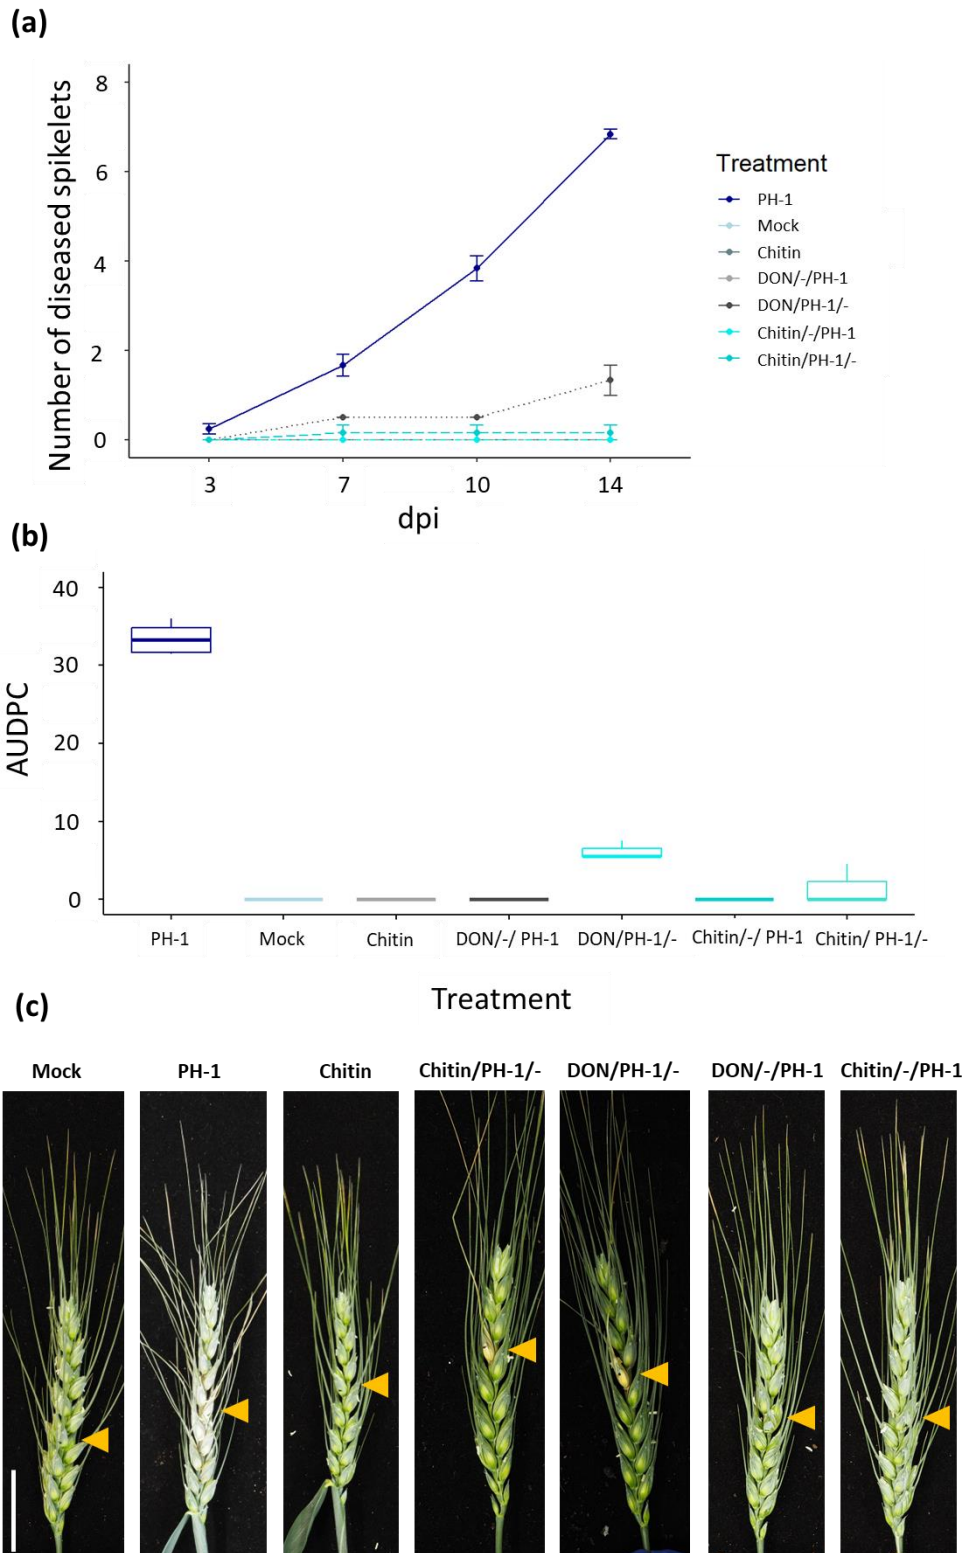 (a)
Number of diseased spikelets
8
6
4
2
0
3 7 10 14
dpi
Treatment
PH-1
Mock
Chitin
DON/-/PH-1
DON/PH-1/-
Chitin/-/PH-1
Chitin/PH-1/-
(b)
AUDPC
40
30
20
10
0
PH-1 Mock Chitin DON/-/ PH-1 DON/PH-1/- Chitin/-/ PH-1 Chitin/ PH-1/-
Treatment
(c)
Mock PH-1 Chitin Chitin/PH-1/- DON/PH-1/- DON/-/PH-1 Chitin/-/PH-1